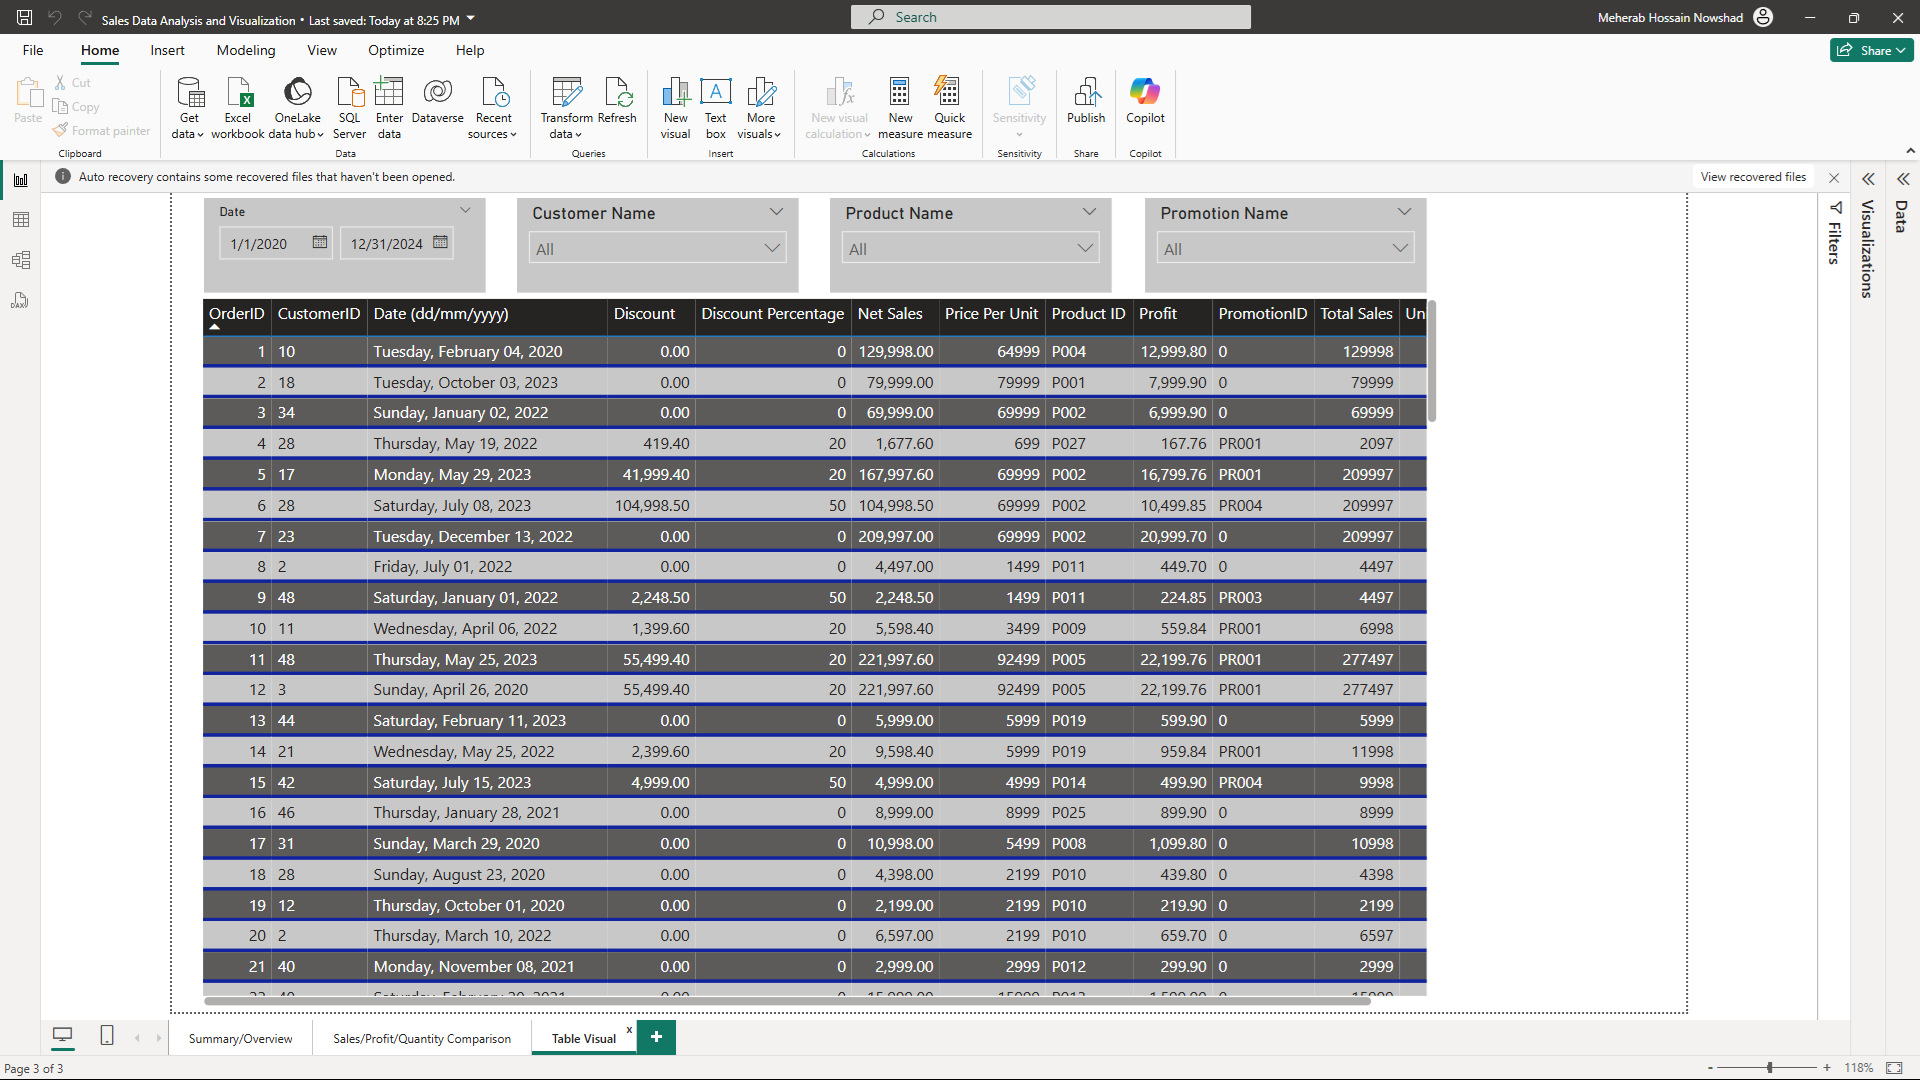 Sales Data Analysis and Visualization • Last saved: Today at 8:25 PM
Search
Meherab Hossain Nowshad
File Home Insert Modeling View Optimize Help
Share
Paste
Cut
Copy
Format painter
Clipboard
Get data
Excel workbook
OneLake data hub
SQL Server
Enter data
Dataverse
Recent sources
Data
Transform data
Refresh
Queries
New visual
Text box
More visuals
Insert
New visual calculation
New measure
Quick measure
Calculations
Sensitivity
Sensitivity
Publish
Share
Copilot
Copilot
Auto recovery contains some recovered files that haven't been opened.
View recovered files
Date
1/1/2020 12/31/2024
Customer Name
All
Product Name
All
Promotion Name
All
Filters
Visualizations
Data
OrderID CustomerID Date (dd/mm/yyyy) Discount Discount Percentage Net Sales Price Per Unit Product ID Profit PromotionID Total Sales Un
1 10 Tuesday, February 04, 2020 0.00 0 129,998.00 64999 P004 12,999.80 0 129998
2 18 Tuesday, October 03, 2023 0.00 0 79,999.00 79999 P001 7,999.90 0 79999
3 34 Sunday, January 02, 2022 0.00 0 69,999.00 69999 P002 6,999.90 0 69999
4 28 Thursday, May 19, 2022 419.40 20 1,677.60 699 P027 167.76 PR001 2097
5 17 Monday, May 29, 2023 41,999.40 20 167,997.60 69999 P002 16,799.76 PR001 209997
6 28 Saturday, July 08, 2023 104,998.50 50 104,998.50 69999 P002 10,499.85 PR004 209997
7 23 Tuesday, December 13, 2022 0.00 0 209,997.00 69999 P002 20,999.70 0 209997
8 2 Friday, July 01, 2022 0.00 0 4,497.00 1499 P011 449.70 0 4497
9 48 Saturday, January 01, 2022 2,248.50 50 2,248.50 1499 P011 224.85 PR003 4497
10 11 Wednesday, April 06, 2022 1,399.60 20 5,598.40 3499 P009 559.84 PR001 6998
11 48 Thursday, May 25, 2023 55,499.40 20 221,997.60 92499 P005 22,199.76 PR001 277497
12 3 Sunday, April 26, 2020 55,499.40 20 221,997.60 92499 P005 22,199.76 PR001 277497
13 44 Saturday, February 11, 2023 0.00 0 5,999.00 5999 P019 599.90 0 5999
14 21 Wednesday, May 25, 2022 2,399.60 20 9,598.40 5999 P019 959.84 PR001 11998
15 42 Saturday, July 15, 2023 4,999.00 50 4,999.00 4999 P014 499.90 PR004 9998
16 46 Thursday, January 28, 2021 0.00 0 8,999.00 8999 P025 899.90 0 8999
17 31 Sunday, March 29, 2020 0.00 0 10,998.00 5499 P008 1,099.80 0 10998
18 28 Sunday, August 23, 2020 0.00 0 4,398.00 2199 P010 439.80 0 4398
19 12 Thursday, October 01, 2020 0.00 0 2,199.00 2199 P010 219.90 0 2199
20 2 Thursday, March 10, 2022 0.00 0 6,597.00 2199 P010 659.70 0 6597
21 40 Monday, November 08, 2021 0.00 0 2,999.00 2999 P012 299.90 0 2999
Summary/Overview Sales/Profit/Quantity Comparison Table Visual x +
Page 3 of 3
- + 118%